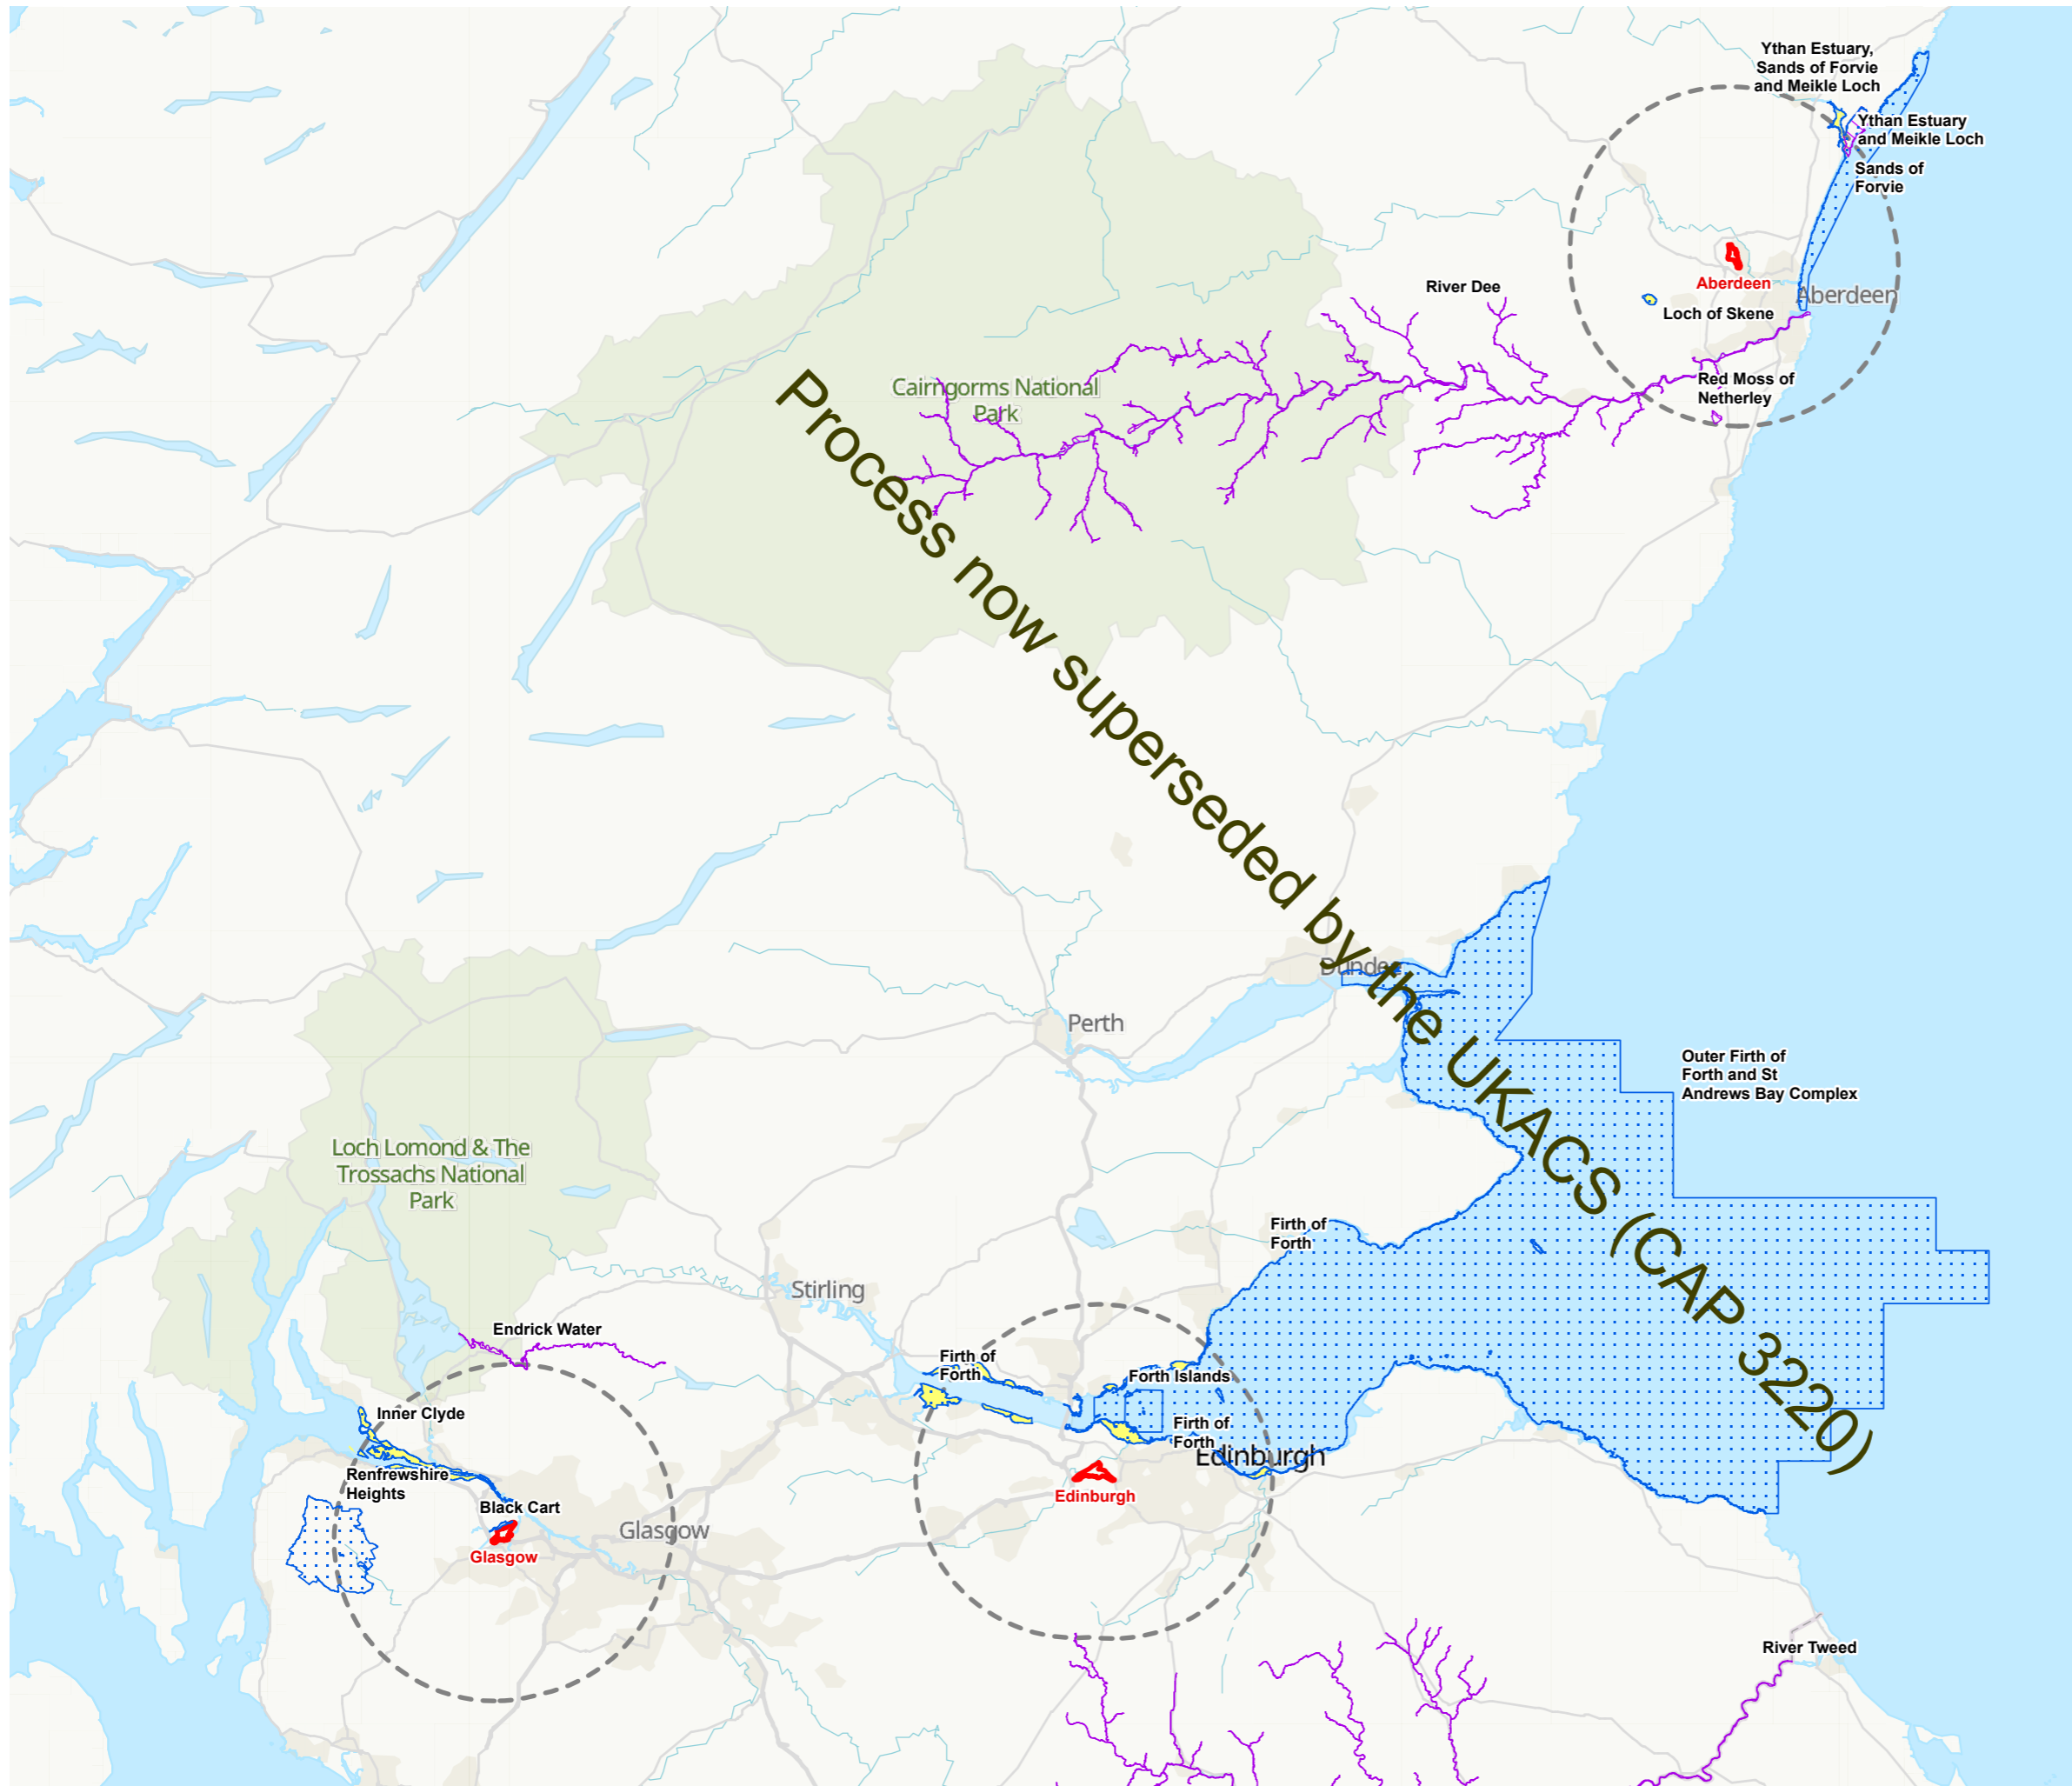 Ythan Estuary,
Sands of Forvie
and Meikle Loch
Ythan Estuary
and Meikle Loch
Sands of
Forvie
Aberdeen
River Dee
Aberdeen
Loch of Skene
Red Moss of
Netherley
Cairngorms National
Park
Process now superseded by the UKACS (CAP 3220)
Dundee
Perth
Outer Firth of
Forth and St
Andrews Bay Complex
Loch Lomond & The
Trossachs National
Park
Firth of
Forth
Stirling
Endrick Water
Firth of
Forth
Forth Islands
Inner Clyde
Firth of
Forth
Edinburgh
Renfrewshire
Heights
Edinburgh
Black Cart
Glasgow
Glasgow
River Tweed